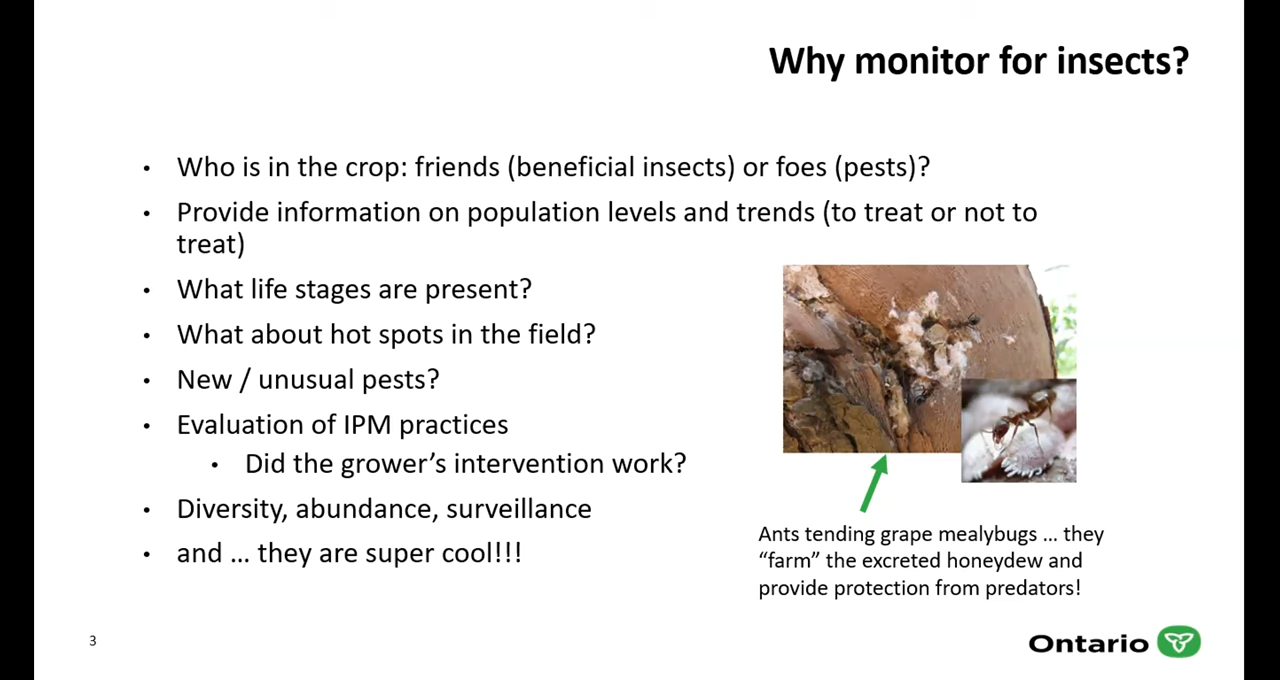 Why monitor for insects?
• Who is in the crop: friends (beneficial insects) or foes (pests)?
• Provide information on population levels and trends (to treat or not to
treat)
• What life stages are present?
• What about hot spots in the field?
• New / unusual pests?
• Evaluation of IPM practices
• Did the grower’s intervention work?
• Diversity, abundance, surveillance
• and … they are super cool!!!
Ants tending grape mealybugs … they
“farm” the excreted honeydew and
provide protection from predators!
3
Ontario